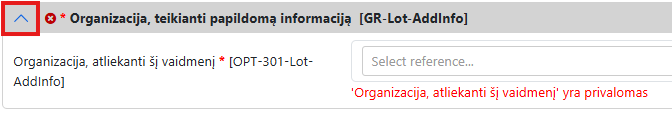 * Organizacija, teikianti papildomą informaciją [GR-Lot-AddInfo]
Organizacija, atliekanti šį vaidmenį * [OPT-301-Lot-
AddInfo]
Select reference...
'Organizacija, atliekanti šį vaidmenį' yra privalomas